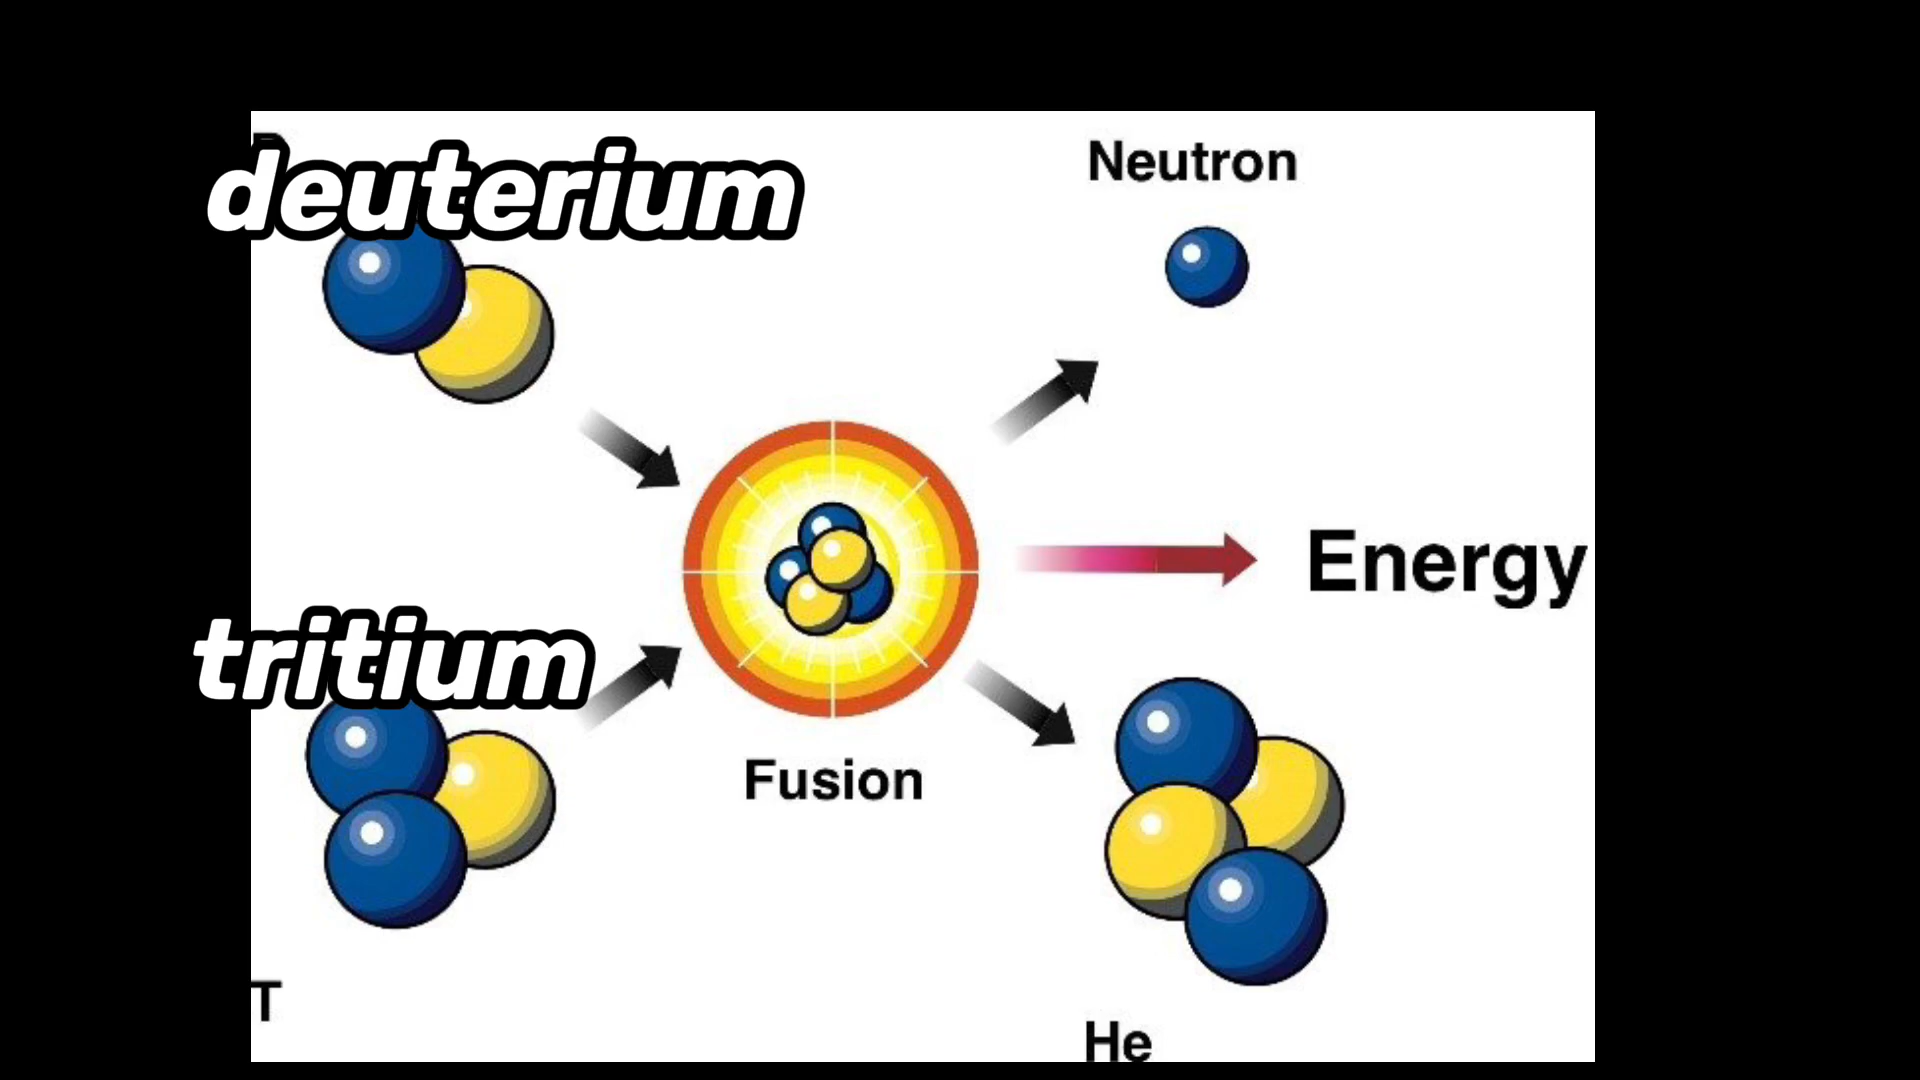 deuterium
Neutron
Energy
tritium
Fusion
T
He